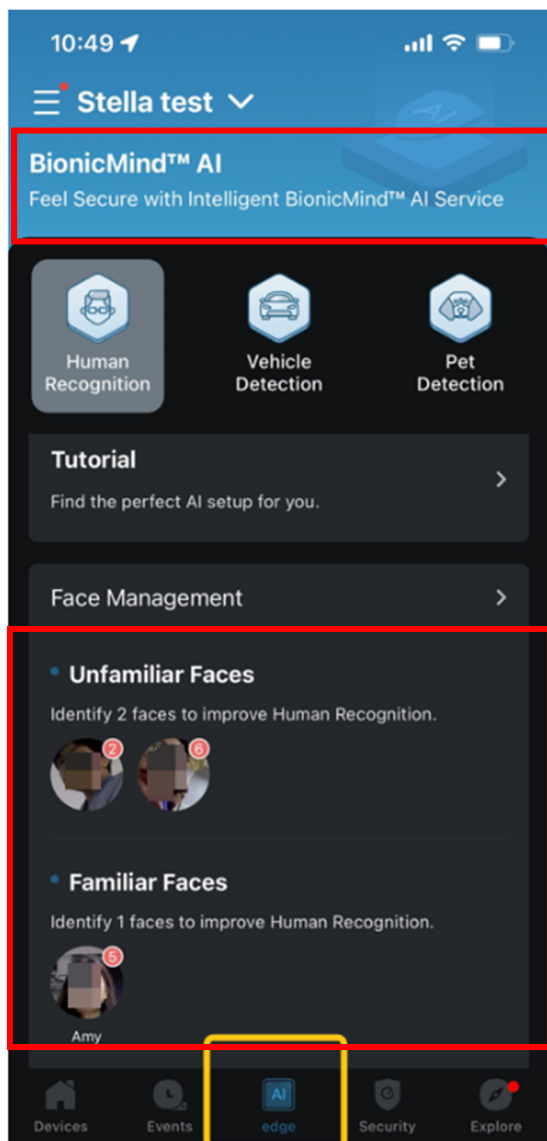 10:49
Stella test
BionicMind™ AI
Feel Secure with Intelligent BionicMind™ AI Service
AI
Human Recognition
Vehicle Detection
Pet Detection
Tutorial
Find the perfect AI setup for you.
Face Management
Unfamiliar Faces
Identify 2 faces to improve Human Recognition.
2
6
Familiar Faces
Identify 1 faces to improve Human Recognition.
5
Amy
AI
Devices
Events
edge
Security
Explore